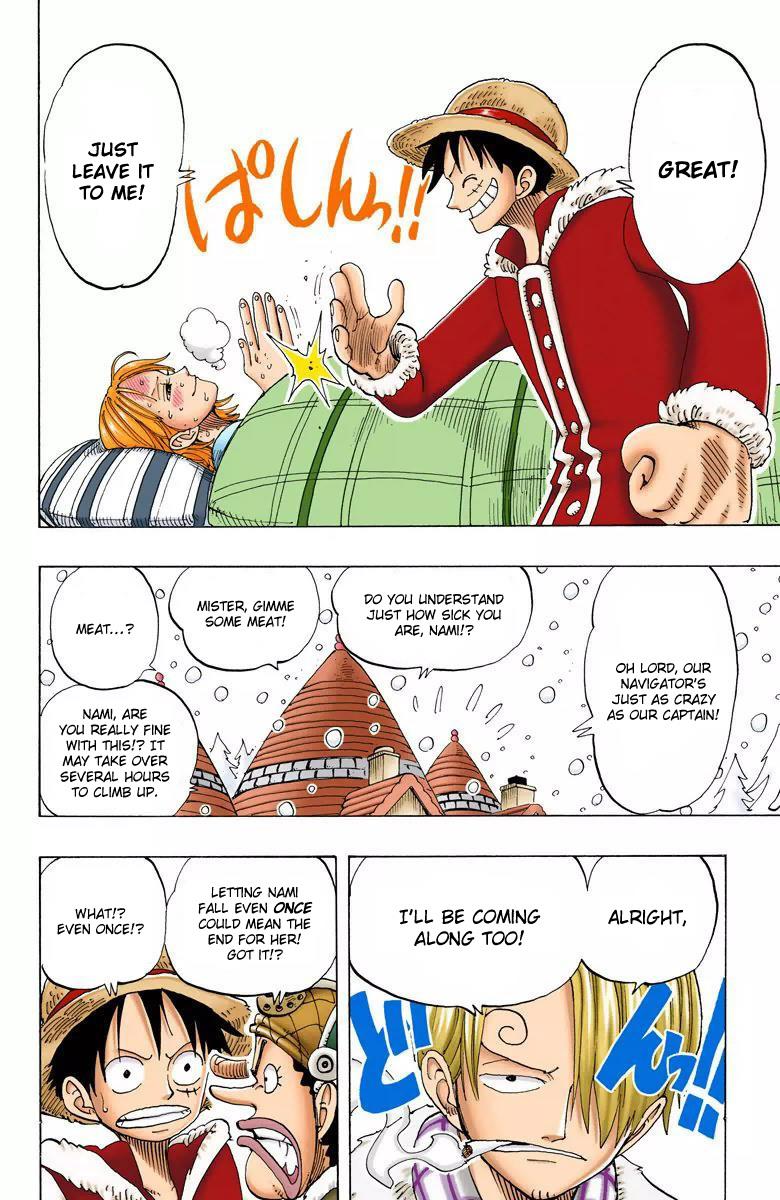 GREAT!
JUST
LEAVE IT
TO ME!
ぱしんっ!!
OH LORD, OUR
NAVIGATOR'S
JUST AS CRAZY
AS OUR CAPTAIN!
DO YOU UNDERSTAND
JUST HOW SICK YOU
ARE, NAMI!?
MISTER, GIMME
SOME MEAT!
MEAT...?
NAMI, ARE
YOU REALLY FINE
WITH THIS!? IT
MAY TAKE OVER
SEVERAL HOURS
TO CLIMB UP.
LETTING NAMI
FALL EVEN ONCE
COULD MEAN THE
END FOR HER!
GOT IT!?
WHAT!?
EVEN ONCE!?
ALRIGHT,
I'LL BE COMING
ALONG TOO!
どんっ!!